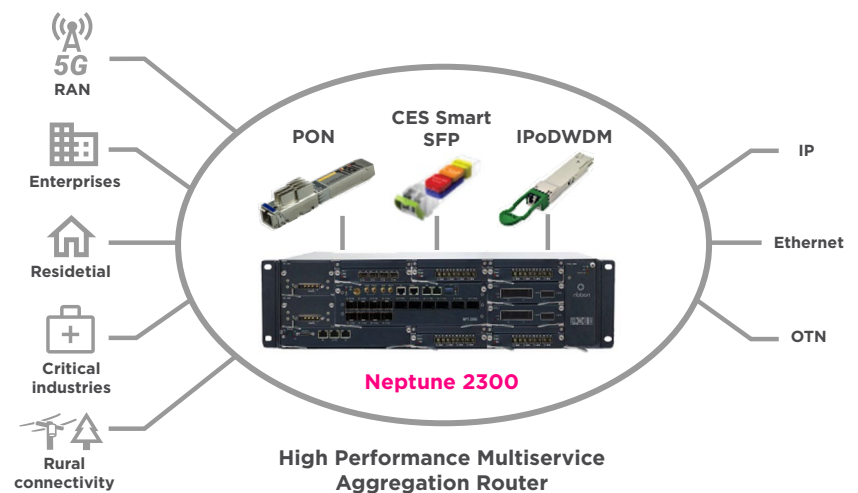 5G
RAN
Enterprises
Residetial
Critical
industries
Rural
connectivity
PON
CES Smart
SFP
IPoDWDM
ribbon
Neptune 2300
IP
Ethernet
OTN
High Performance Multiservice
Aggregation Router